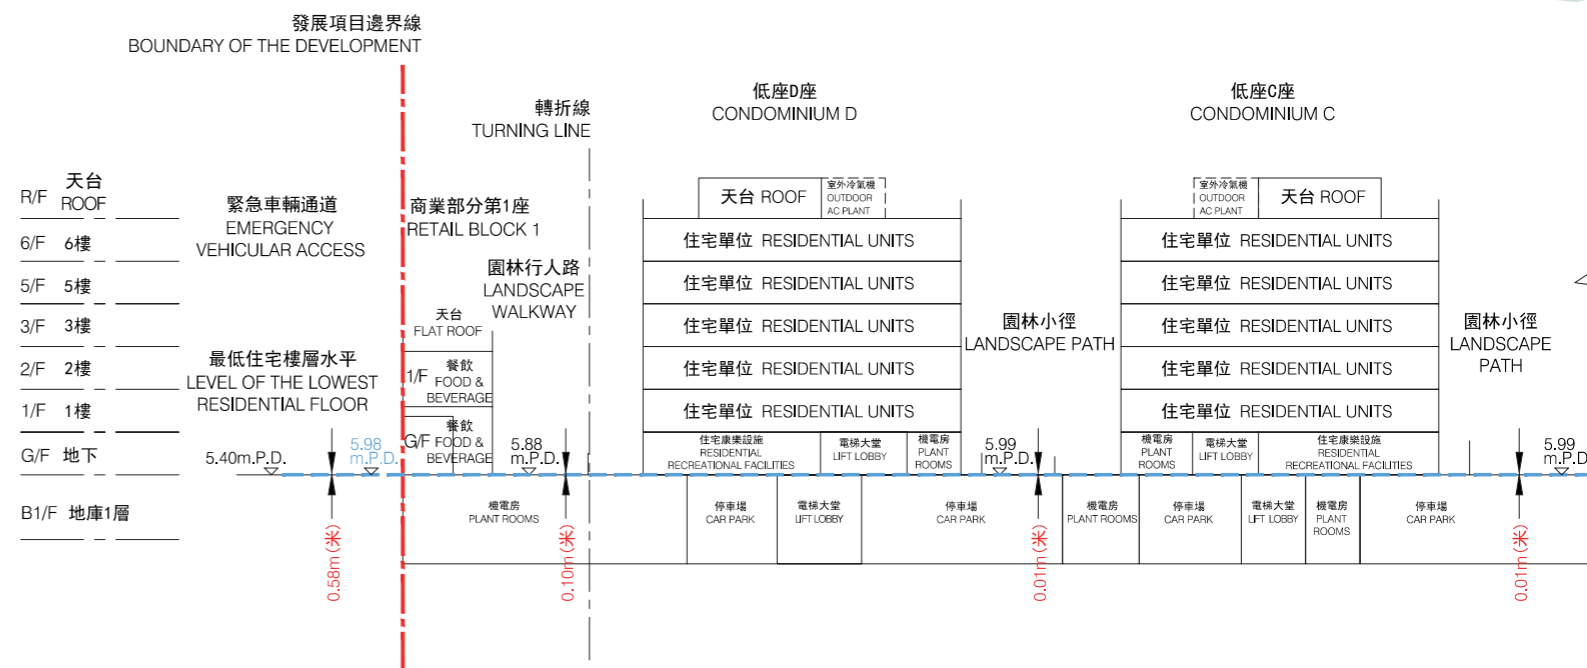 發展項目邊界線
BOUNDARY OF THE DEVELOPMENT
轉折線
TURNING LINE
低座D座
CONDOMINIUM D
低座C座
CONDOMINIUM C
R/F 天台
ROOF
6/F 6樓
5/F 5樓
3/F 3樓
2/F 2樓
1/F 1樓
G/F 地下
B1/F 地庫1層
緊急車輛通道
EMERGENCY
VEHICULAR ACCESS
商業部分第1座
RETAIL BLOCK 1
園林行人路
LANDSCAPE
WALKWAY
天台
FLAT ROOF
最低住宅樓層水平
LEVEL OF THE LOWEST
RESIDENTIAL FLOOR
1/F 餐飲
FOOD &
BEVERAGE
G/F 餐飲
FOOD &
BEVERAGE
5.40m.P.D.
5.98
m.P.D.
5.88
m.P.D.
天台 ROOF
室外冷氣機
OUTDOOR
AC PLANT
住宅單位 RESIDENTIAL UNITS
住宅單位 RESIDENTIAL UNITS
住宅單位 RESIDENTIAL UNITS
住宅單位 RESIDENTIAL UNITS
住宅單位 RESIDENTIAL UNITS
住宅康樂設施
RESIDENTIAL
RECREATIONAL FACILITIES
電梯大堂
LIFT LOBBY
機電房
PLANT
ROOMS
園林小徑
LANDSCAPE PATH
5.99
m.P.D.
室外冷氣機
OUTDOOR
AC PLANT
天台 ROOF
住宅單位 RESIDENTIAL UNITS
住宅單位 RESIDENTIAL UNITS
住宅單位 RESIDENTIAL UNITS
住宅單位 RESIDENTIAL UNITS
住宅單位 RESIDENTIAL UNITS
機電房
PLANT
ROOMS
電梯大堂
LIFT LOBBY
住宅康樂設施
RESIDENTIAL
RECREATIONAL FACILITIES
園林小徑
LANDSCAPE
PATH
5.99
m.P.D
機電房
PLANT ROOMS
停車場
CAR PARK
電梯大堂
LIFT LOBBY
停車場
CAR PARK
機電房
PLANT ROOMS
停車場
CAR PARK
電梯大堂
LIFT LOBBY
機電房
PLANT
ROOMS
停車場
CAR PARK
0.58m (米)
0.10m (米)
0.01m (米)
0.01m (米)